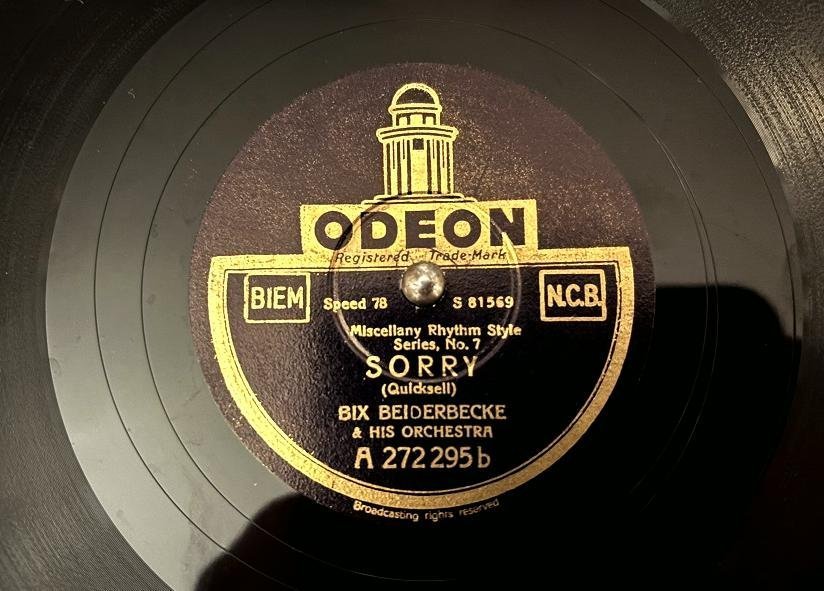 ODEON
Registered Trade-Mark
BIEM Speed 78 S 81569 N.C.B.
Miscellany Rhythm Style
Series, No. 7
SORRY
(Quicksell)
BIX BEIDERBECKE
& HIS ORCHESTRA
A 272295b
Broadcasting rights reserved